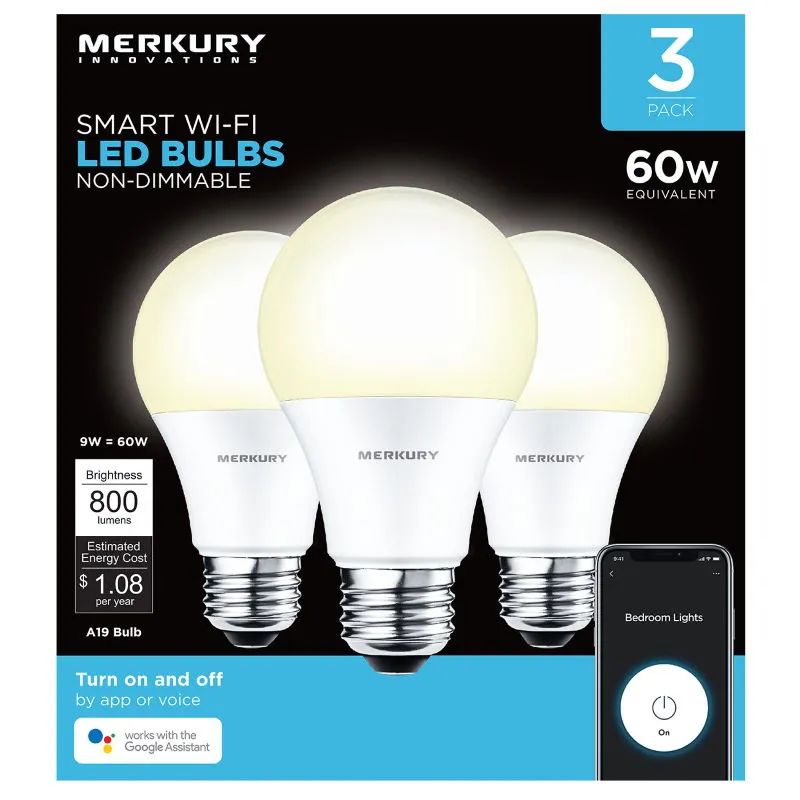 MERKURY
INNOVATIONS
3
PACK
SMART WI-FI
LED BULBS
NON-DIMMABLE
60W
EQUIVALENT
MERKURY
MERKURY
MERKURY
9W = 60W
Brightness
800
lumens
Estimated
Energy Cost
$ 1.08
per year
A19 Bulb
9:41
Bedroom Lights
On
Turn on and off
by app or voice
works with the
Google Assistant